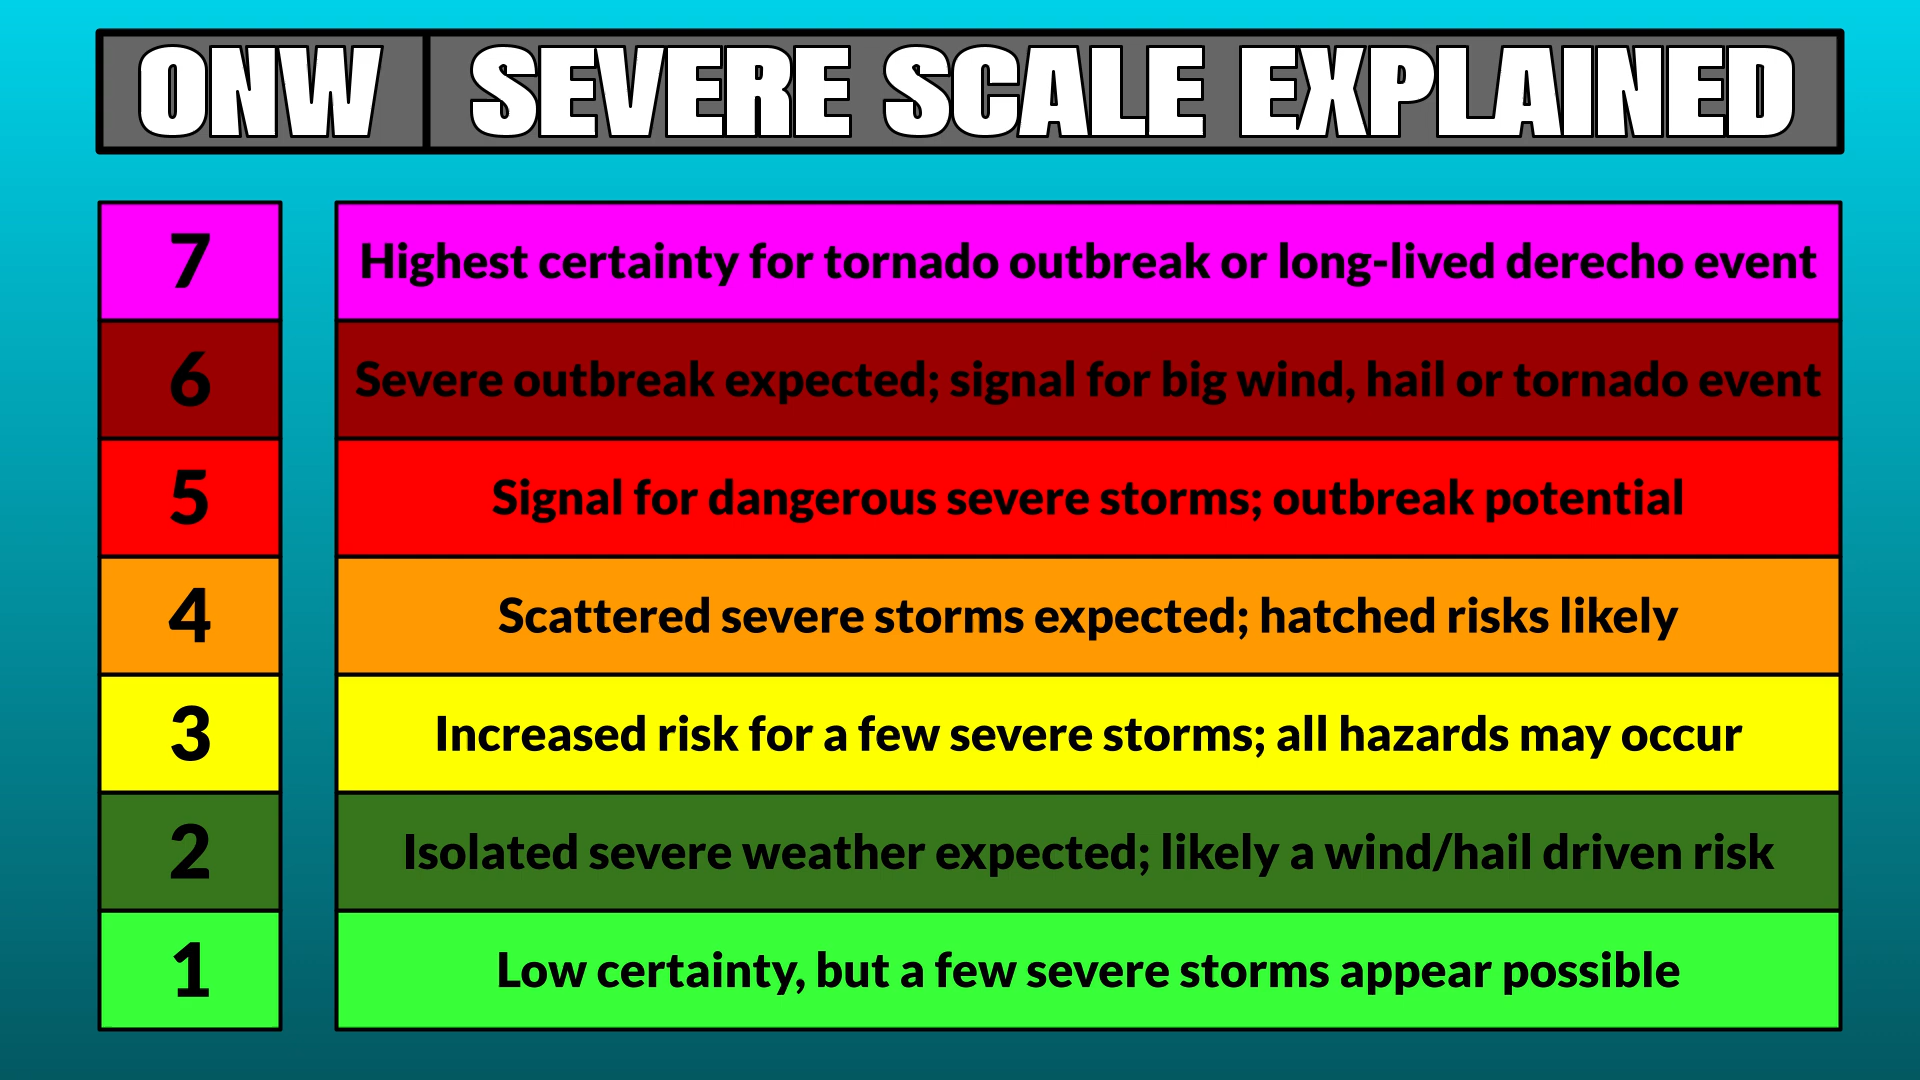 ONW SEVERE SCALE EXPLAINED
7 Highest certainty for tornado outbreak or long-lived derecho event
6 Severe outbreak expected; signal for big wind, hail or tornado event
5 Signal for dangerous severe storms; outbreak potential
4 Scattered severe storms expected; hatched risks likely
3 Increased risk for a few severe storms; all hazards may occur
2 Isolated severe weather expected; likely a wind/hail driven risk
1 Low certainty, but a few severe storms appear possible